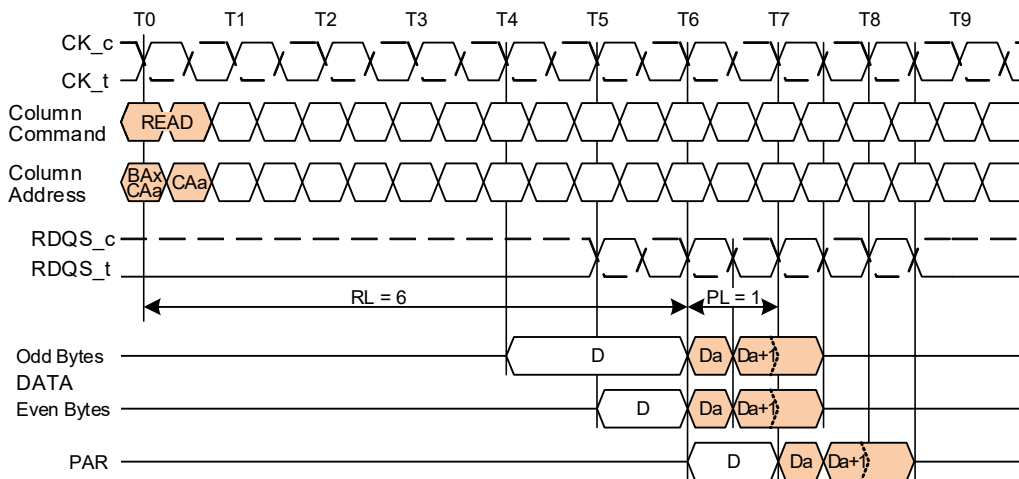 T0 T1 T2 T3 T4 T5 T6 T7 T8 T9
CK_c
CK_t
Column
Command
READ
Column
Address
BAx
CAa
CAa
RDQS_c
RDQS_t
RL = 6
PL = 1
Odd Bytes
D Da Da+1
DATA
Even Bytes
D Da Da+1
PAR
D Da Da+1